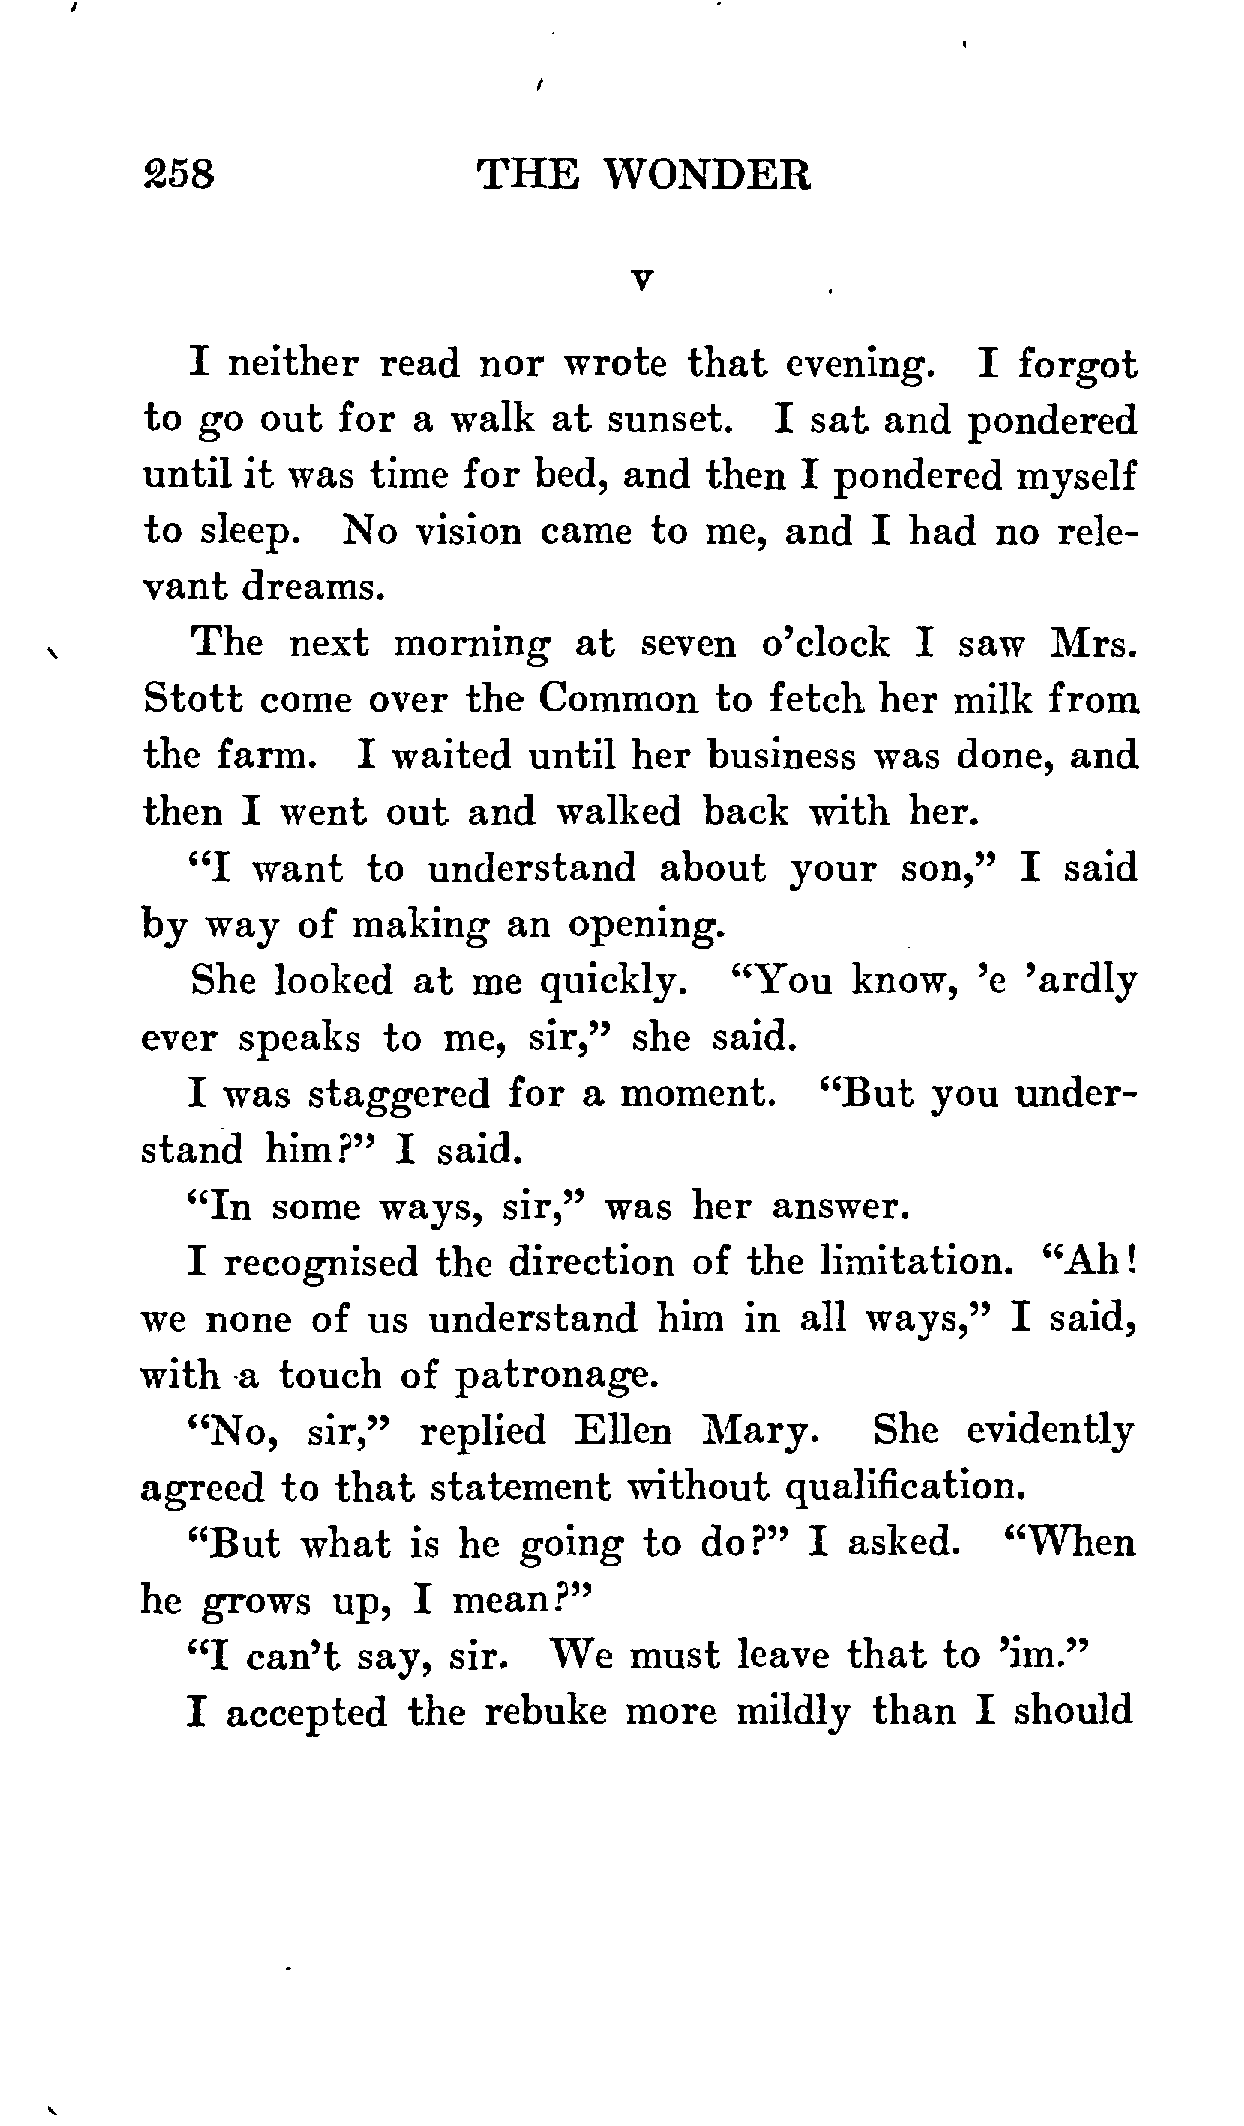 258 THE WONDER
V
I neither read nor wrote that evening. I forgot
to go out for a walk at sunset. I sat and pondered
until it was time for bed, and then I pondered myself
to sleep. No vision came to me, and I had no rele-
vant dreams.
The next morning at seven o'clock I saw Mrs.
Stott come over the Common to fetch her milk from
the farm. I waited until her business was done, and
then I went out and walked back with her.
“I want to understand about your son,” I said
by way of making an opening.
She looked at me quickly. “You know, ’e ’ardly
ever speaks to me, sir,” she said.
I was staggered for a moment. “But you under-
stand him?” I said.
“In some ways, sir,” was her answer.
I recognised the direction of the limitation. “Ah!
we none of us understand him in all ways,” I said,
with a touch of patronage.
“No, sir,” replied Ellen Mary. She evidently
agreed to that statement without qualification.
“But what is he going to do?” I asked. “When
he grows up, I mean?”
“I can’t say, sir. We must leave that to ’im.”
I accepted the rebuke more mildly than I should